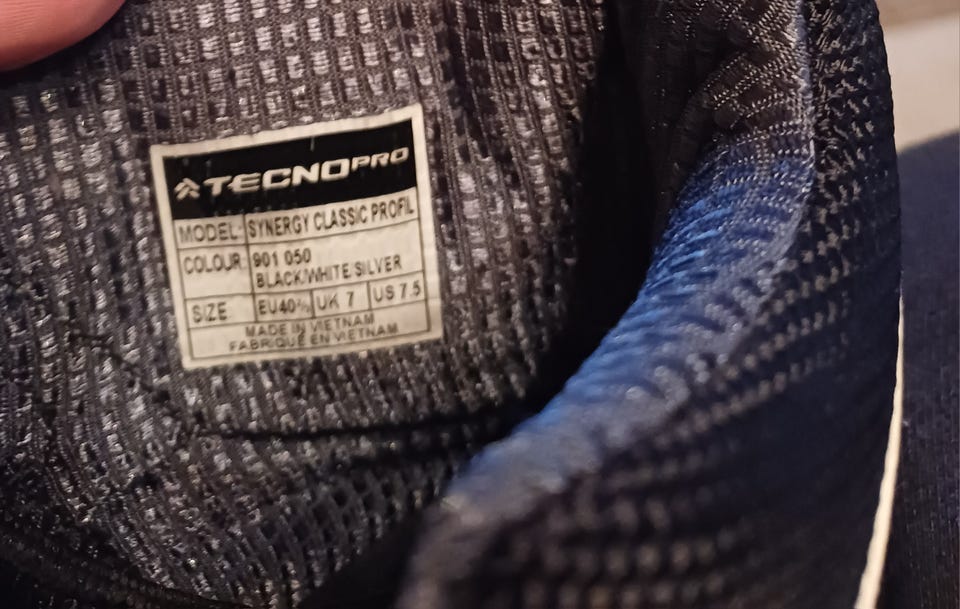 TECNOPRO
MODEL: SYNERGY CLASSIC PROFIL
COLOUR: 901 050
BLACK/WHITE/SILVER
SIZE EU40⅔ UK 7 US 7.5
MADE IN VIETNAM
FABRIQUÉ EN VIETNAM